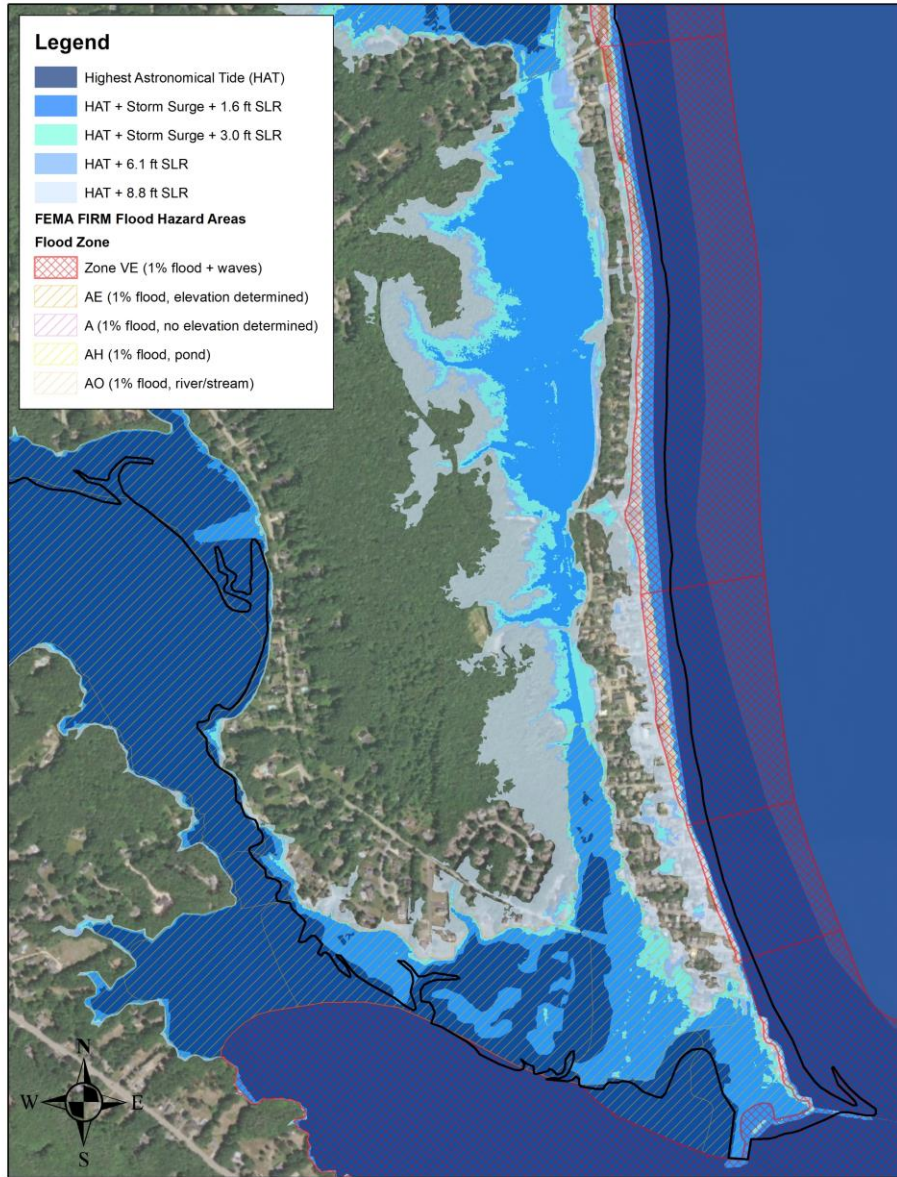 Legend
Highest Astronomical Tide (HAT)
HAT + Storm Surge + 1.6 ft SLR
HAT + Storm Surge + 3.0 ft SLR
HAT + 6.1 ft SLR
HAT + 8.8 ft SLR
FEMA FIRM Flood Hazard Areas
Flood Zone
Zone VE (1% flood + waves)
AE (1% flood, elevation determined)
A (1% flood, no elevation determined)
AH (1% flood, pond)
AO (1% flood, river/stream)
N
W E
S